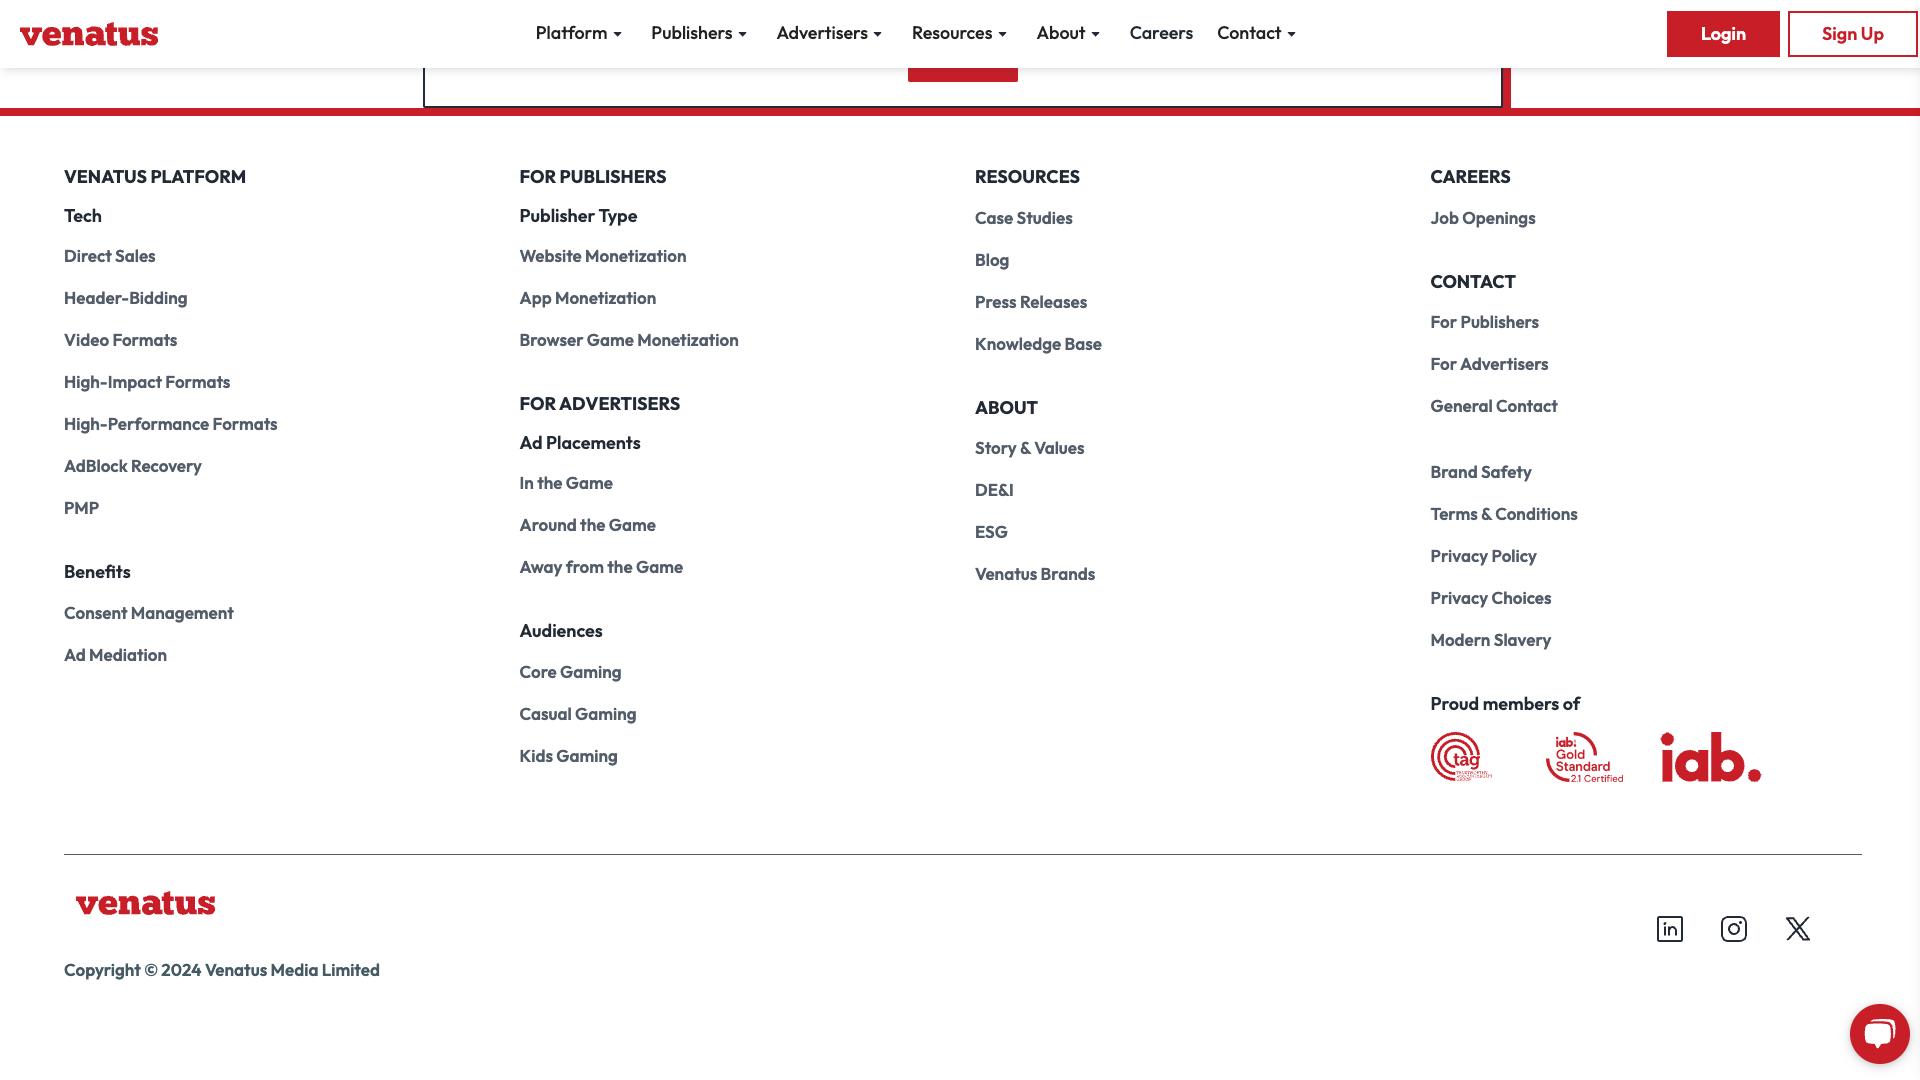 venatus
Platform
Publishers
Advertisers
Resources
About
Careers
Contact
Login
Sign Up
VENATUS PLATFORM
Tech
Direct Sales
Header-Bidding
Video Formats
High-Impact Formats
High-Performance Formats
AdBlock Recovery
PMP
Benefits
Consent Management
Ad Mediation
FOR PUBLISHERS
Publisher Type
Website Monetization
App Monetization
Browser Game Monetization
FOR ADVERTISERS
Ad Placements
In the Game
Around the Game
Away from the Game
Audiences
Core Gaming
Casual Gaming
Kids Gaming
RESOURCES
Case Studies
Blog
Press Releases
Knowledge Base
ABOUT
Story & Values
DE&I
ESG
Venatus Brands
CAREERS
Job Openings
CONTACT
For Publishers
For Advertisers
General Contact
Brand Safety
Terms & Conditions
Privacy Policy
Privacy Choices
Modern Slavery
Proud members of
tag
iab:
Gold
Standard
2.1 Certified
iab.
venatus
in
Copyright © 2024 Venatus Media Limited